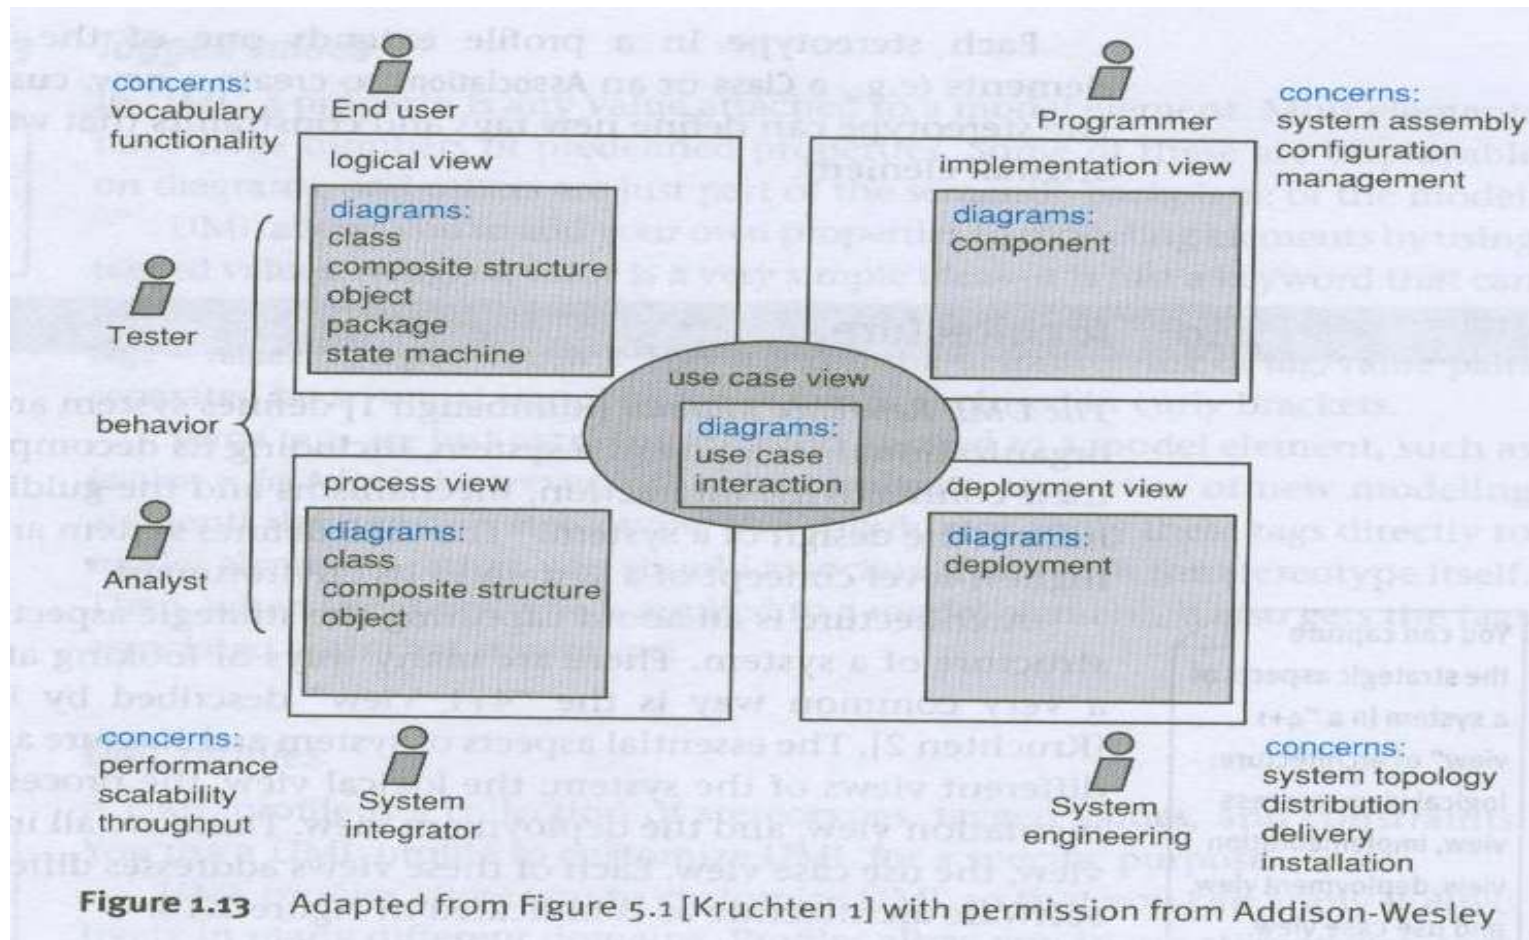 concerns:
vocabulary
functionality
End user
logical view
diagrams:
class
composite structure
object
package
state machine
Programmer
concerns:
system assembly
configuration
management
implementation view
diagrams:
component
Tester
behavior
Analyst
use case view
diagrams:
use case
interaction
process view
diagrams:
class
composite structure
object
deployment view
diagrams:
deployment
concerns:
performance
scalability
throughput
System
integrator
System
engineering
concerns:
system topology
distribution
delivery
installation
Figure 1.13 Adapted from Figure 5.1 [Kruchten 1] with permission from Addison-Wesley